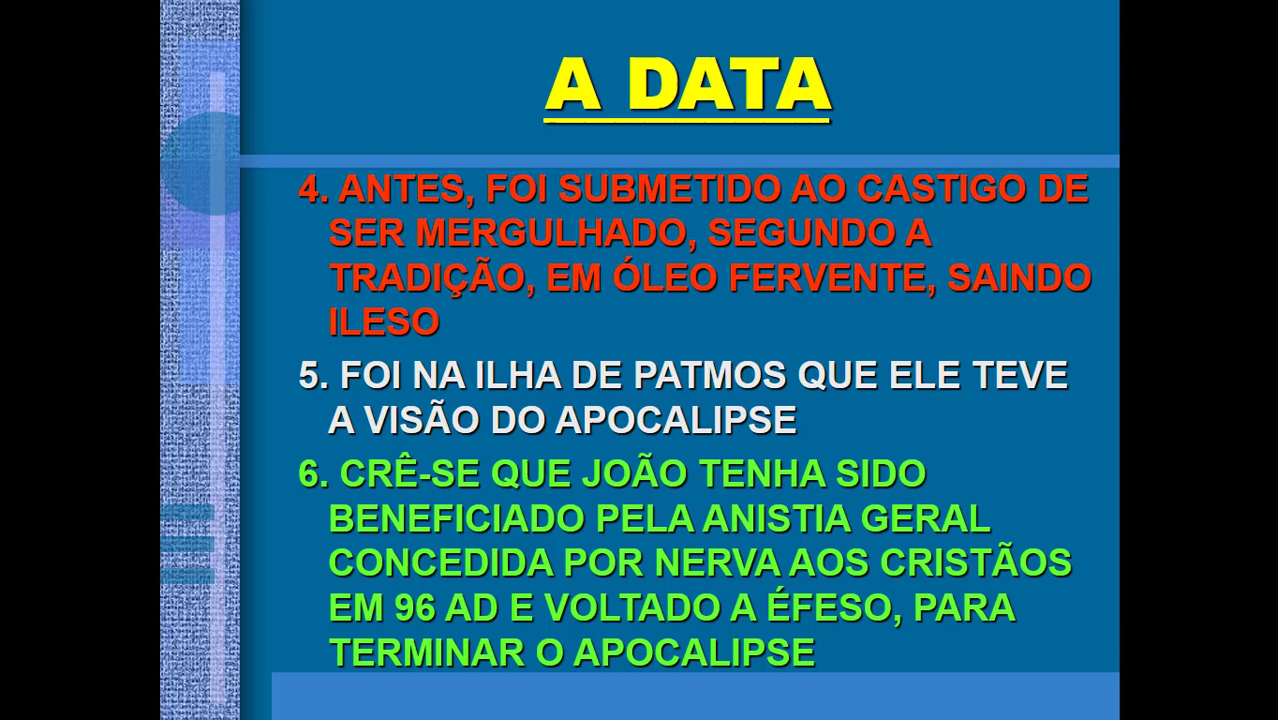 A DATA
4. ANTES, FOI SUBMETIDO AO CASTIGO DE
SER MERGULHADO, SEGUNDO A
TRADIÇÃO, EM ÓLEO FERVENTE, SAINDO
ILESO
5. FOI NA ILHA DE PATMOS QUE ELE TEVE
A VISÃO DO APOCALIPSE
6. CRÊ-SE QUE JOÃO TENHA SIDO
BENEFICIADO PELA ANISTIA GERAL
CONCEDIDA POR NERVA AOS CRISTÃOS
EM 96 AD E VOLTADO A ÉFESO, PARA
TERMINAR O APOCALIPSE